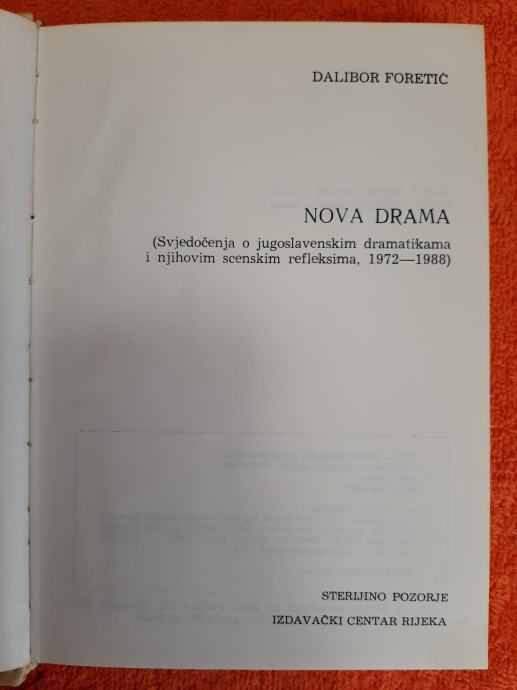 DALIBOR FORETIĆ
NOVA DRAMA
(Svjedočenja o jugoslavenskim dramatikama
i njihovim scenskim refleksima, 1972—1988)
STERIJINO POZORJE
IZDAVAČKI CENTAR RIJEKA